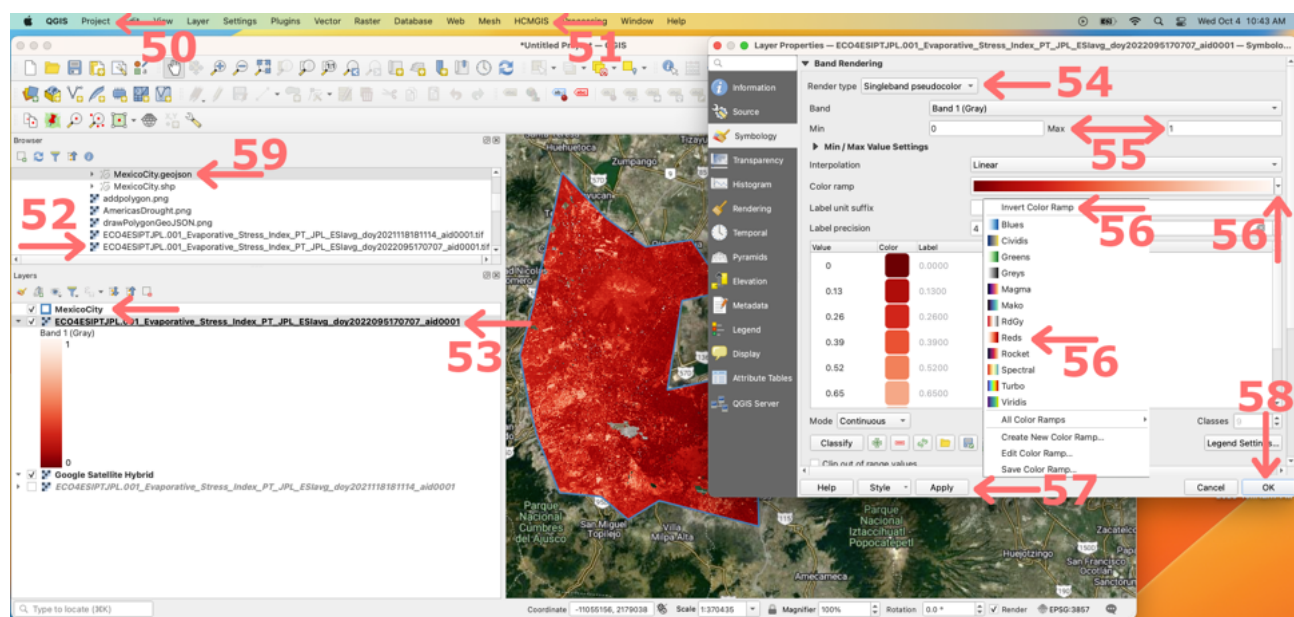 QGIS Project Edit View Layer Settings Plugins Vector Raster Database Web Mesh HCMGIS Processing Window Help
Wed Oct 4 10:43 AM
50
51
*Untitled Project — QGIS
Layer Properties — ECO4ESIPTJPL.001_Evaporative_Stress_Index_PT_JPL_ESIavg_doy2022095170707_aid0001 — Symbolo...
Browser
MexicoCity.geojson
59
MexicoCity.shp
addpolygon.png
AmericasDrought.png
drawPolygonGeoJSON.png
52
ECO4ESIPTJPL.001_Evaporative_Stress_Index_PT_JPL_ESIavg_doy2021118181114_aid0001.tif
ECO4ESIPTJPL.001_Evaporative_Stress_Index_PT_JPL_ESIavg_doy2022095170707_aid0001.tif
Layers
MexicoCity
ECO4ESIPTJPL.001_Evaporative_Stress_Index_PT_JPL_ESIavg_doy2022095170707_aid0001
53
Band 1 (Gray)
1
0
Google Satellite Hybrid
ECO4ESIPTJPL.001_Evaporative_Stress_Index_PT_JPL_ESIavg_doy2021118181114_aid0001
Huehuetoca
Zumpango
Parque
Nacional
Cumbres
del Ajusco
San Miguel
Topilejo
Villa
Milpa Alta
115
Parque
Nacional
Iztaccíhuatl
Popocatépetl
Amecameca
Huejotzingo
San Francisco
Ocotlán
Information
Source
Symbology
Transparency
Histogram
Rendering
Temporal
Pyramids
Elevation
Metadata
Legend
Display
Attribute Tables
QGIS Server
Band Rendering
Render type Singleband pseudocolor
54
Band Band 1 (Gray)
Min 0 Max 1
55
Min / Max Value Settings
Interpolation Linear
Color ramp
Label unit suffix
Label precision 4
Value Color Label
0 0.0000
0.13 0.1300
0.26 0.2600
0.39 0.3900
0.52 0.5200
0.65 0.6500
Invert Color Ramp
56
56
Blues
Cividis
Greens
Greys
Magma
Mako
RdGy
Reds
56
Rocket
Spectral
Turbo
Viridis
All Color Ramps
Create New Color Ramp...
Edit Color Ramp...
Save Color Ramp...
Mode Continuous
Classes
58
Classify
Legend Settings...
Clip out of range values
Help Style Apply
57
Cancel OK
Type to locate (⌘K)
Coordinate -11055156, 2179038 Scale 1:370435 Magnifier 100% Rotation 0.0 ° Render EPSG:3857